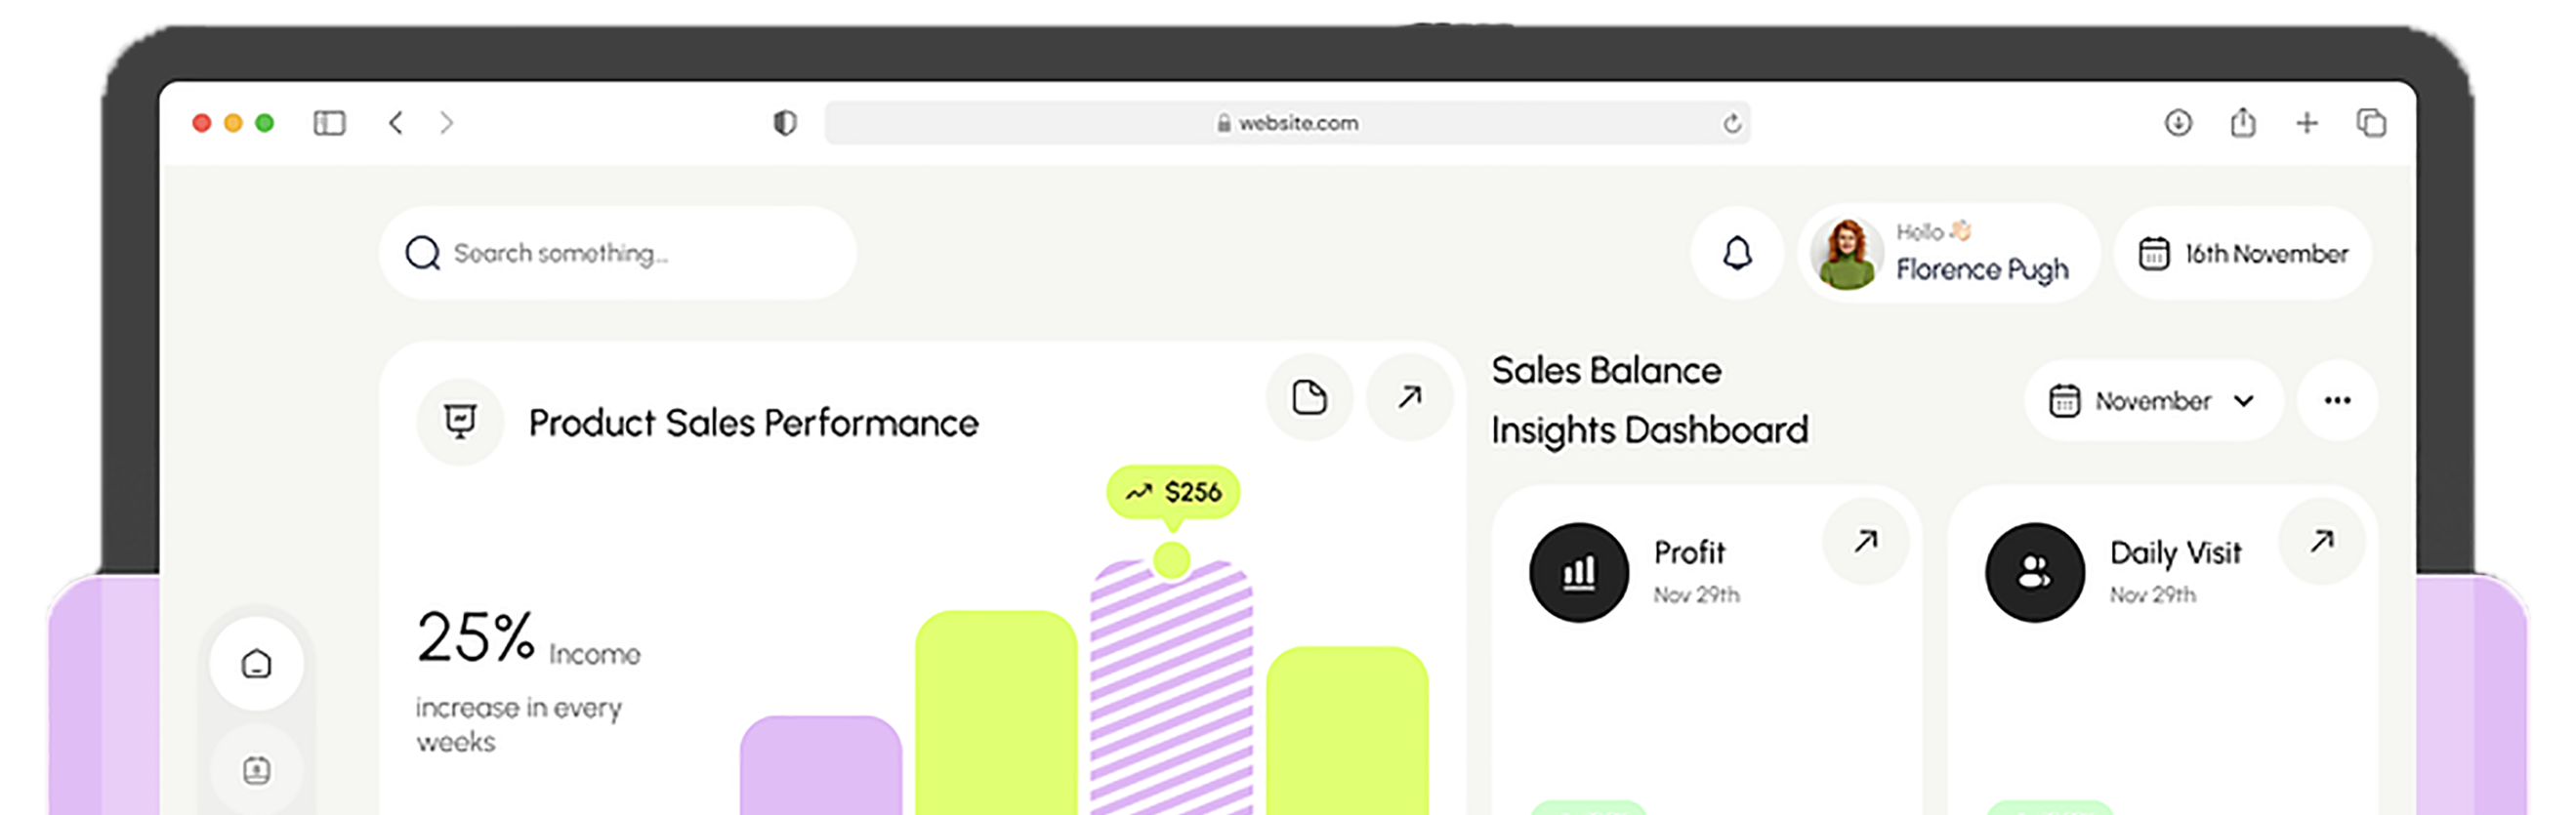 website.com
Search something...
Hello 👋🏻
Florence Pugh
16th November
Product Sales Performance
Sales Balance
Insights Dashboard
November
$256
Profit
Nov 29th
Daily Visit
Nov 29th
25% Income
increase in every
weeks